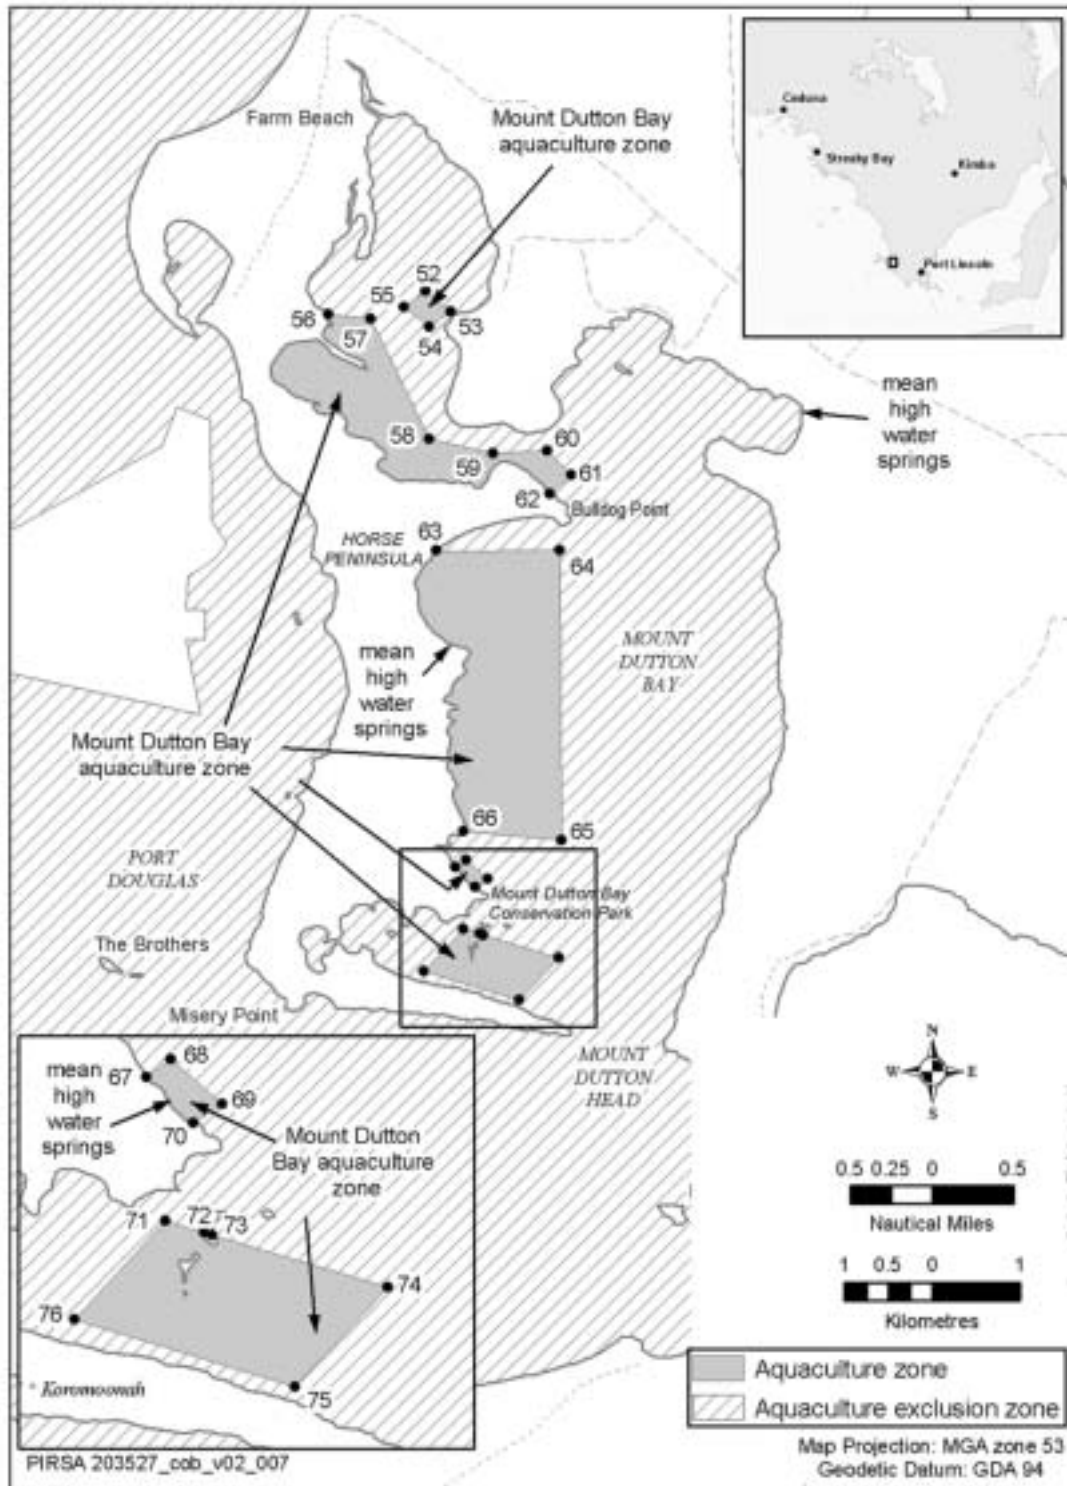 Farm Beach
Mount Dutton Bay
aquaculture zone
Ceduna
Streaky Bay
Kimba
Port Lincoln
52
55
53
56
57
54
mean
high
water
springs
58
60
59
61
62
Bulldog Point
63
HORSE
PENINSULA
64
MOUNT
DUTTON
BAY
mean
high
water
springs
Mount Dutton Bay
aquaculture zone
66
65
PORT
DOUGLAS
Mount Dutton Bay
Conservation Park
The Brothers
Misery Point
MOUNT
DUTTON
HEAD
68
67
mean
high
water
springs
69
70
Mount Dutton
Bay aquaculture
zone
71
72
73
74
76
75
Koromoonah
PIRSA 203527_cob_v02_007
N
W E
S
0.5 0.25 0 0.5
Nautical Miles
1 0.5 0 1
Kilometres
Aquaculture zone
Aquaculture exclusion zone
Map Projection: MGA zone 53
Geodetic Datum: GDA 94